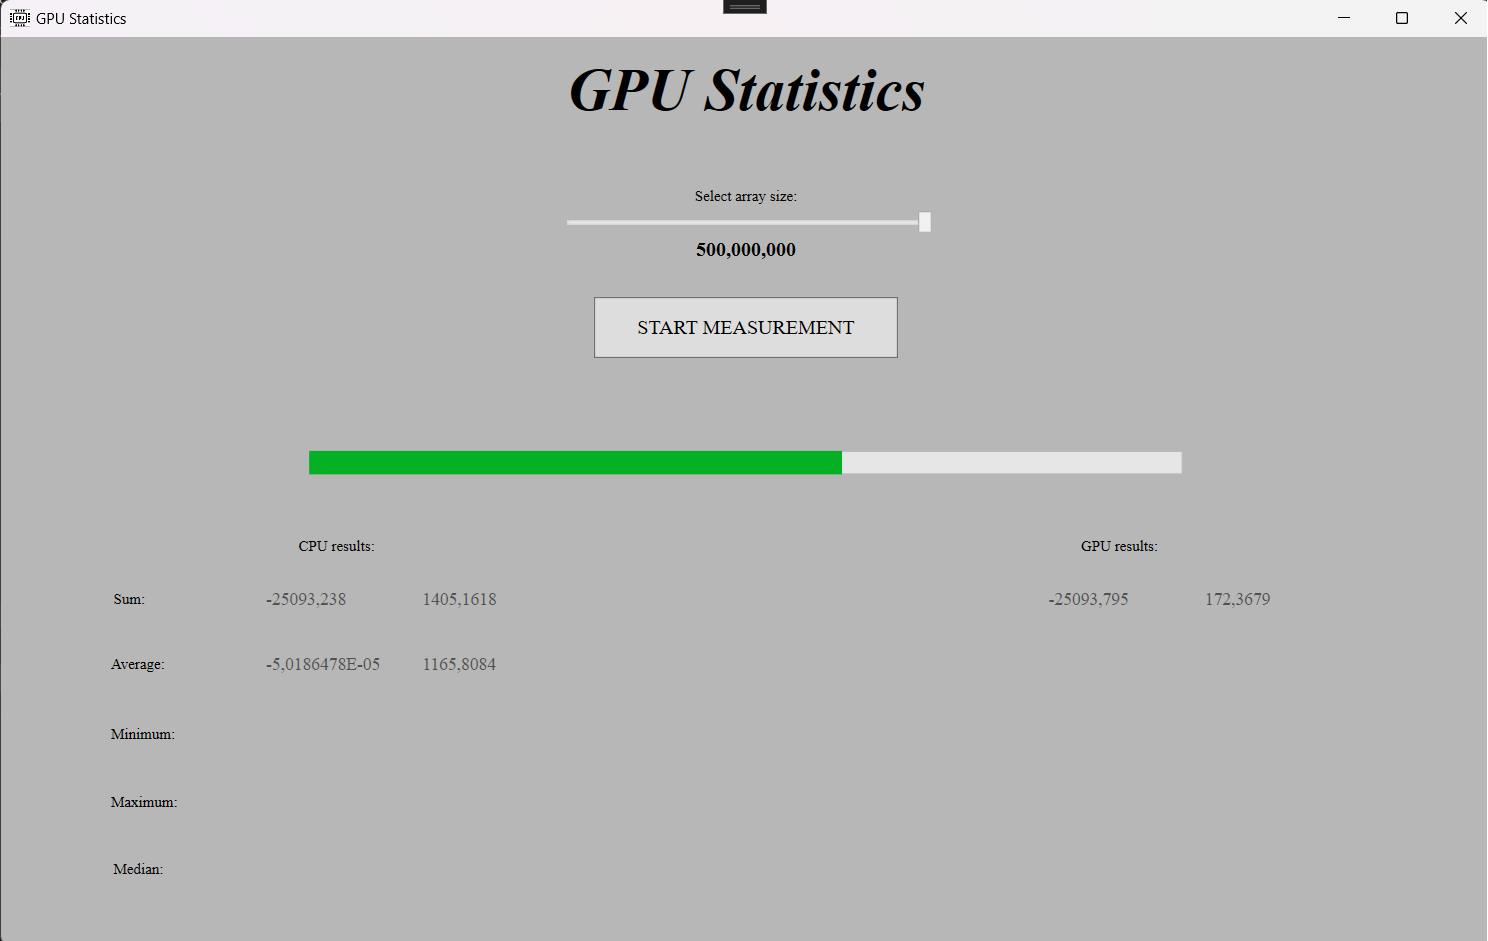 GPU Statistics
GPU Statistics
Select array size:
500,000,000
START MEASUREMENT
CPU results: GPU results:
Sum: -25093,238 1405,1618 -25093,795 172,3679
Average: -5,0186478E-05 1165,8084
Minimum:
Maximum:
Median: